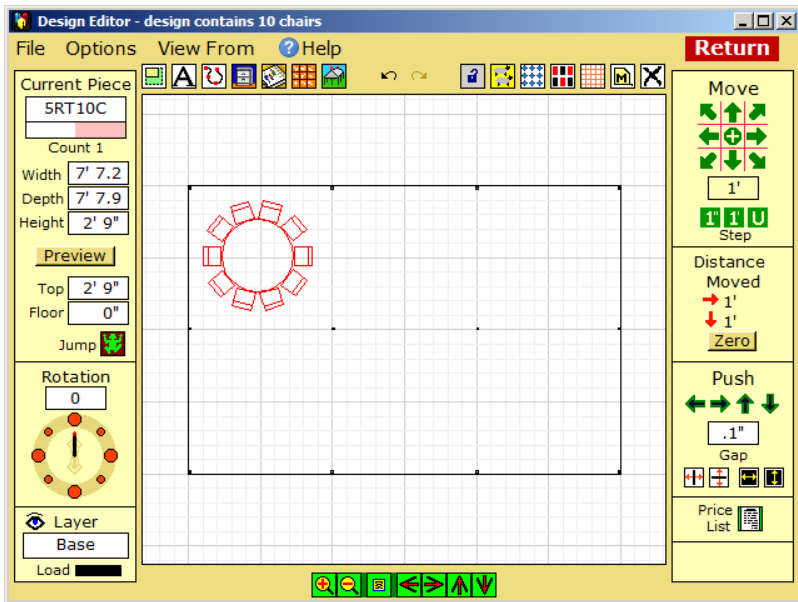 Design Editor - design contains 10 chairs
File Options View From ? Help Return
Current Piece
5RT10C
Count 1
Width 7' 7.2
Depth 7' 7.9
Height 2' 9"
Preview
Top 2' 9"
Floor 0"
Jump
Rotation
0
Layer
Base
Load
A
M
Move
1'
1" 1' U
Step
Distance
Moved
1'
1'
Zero
Push
.1"
Gap
Price
List